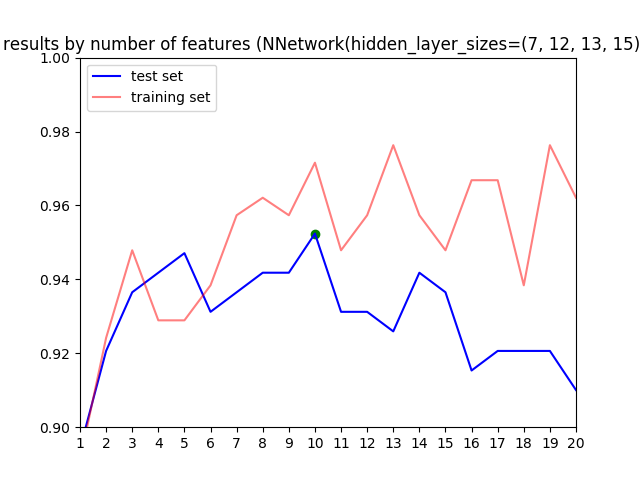 results by number of features (NNetwork(hidden_layer_sizes=(7, 12, 13, 15)
1.00
test set
training set
0.98
0.96
0.94
0.92
0.90
1 2 3 4 5 6 7 8 9 10 11 12 13 14 15 16 17 18 19 20